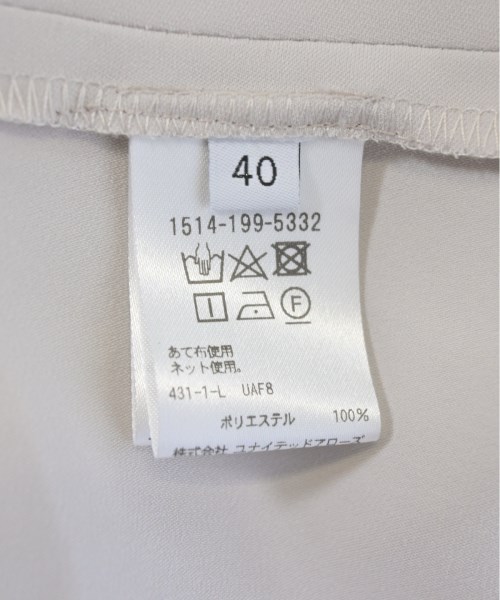 40
1514-199-5332
あて布使用
ネット使用。
431-1-L UAF8
ポリエステル 100%
株式会社 ユナイテッドアローズ